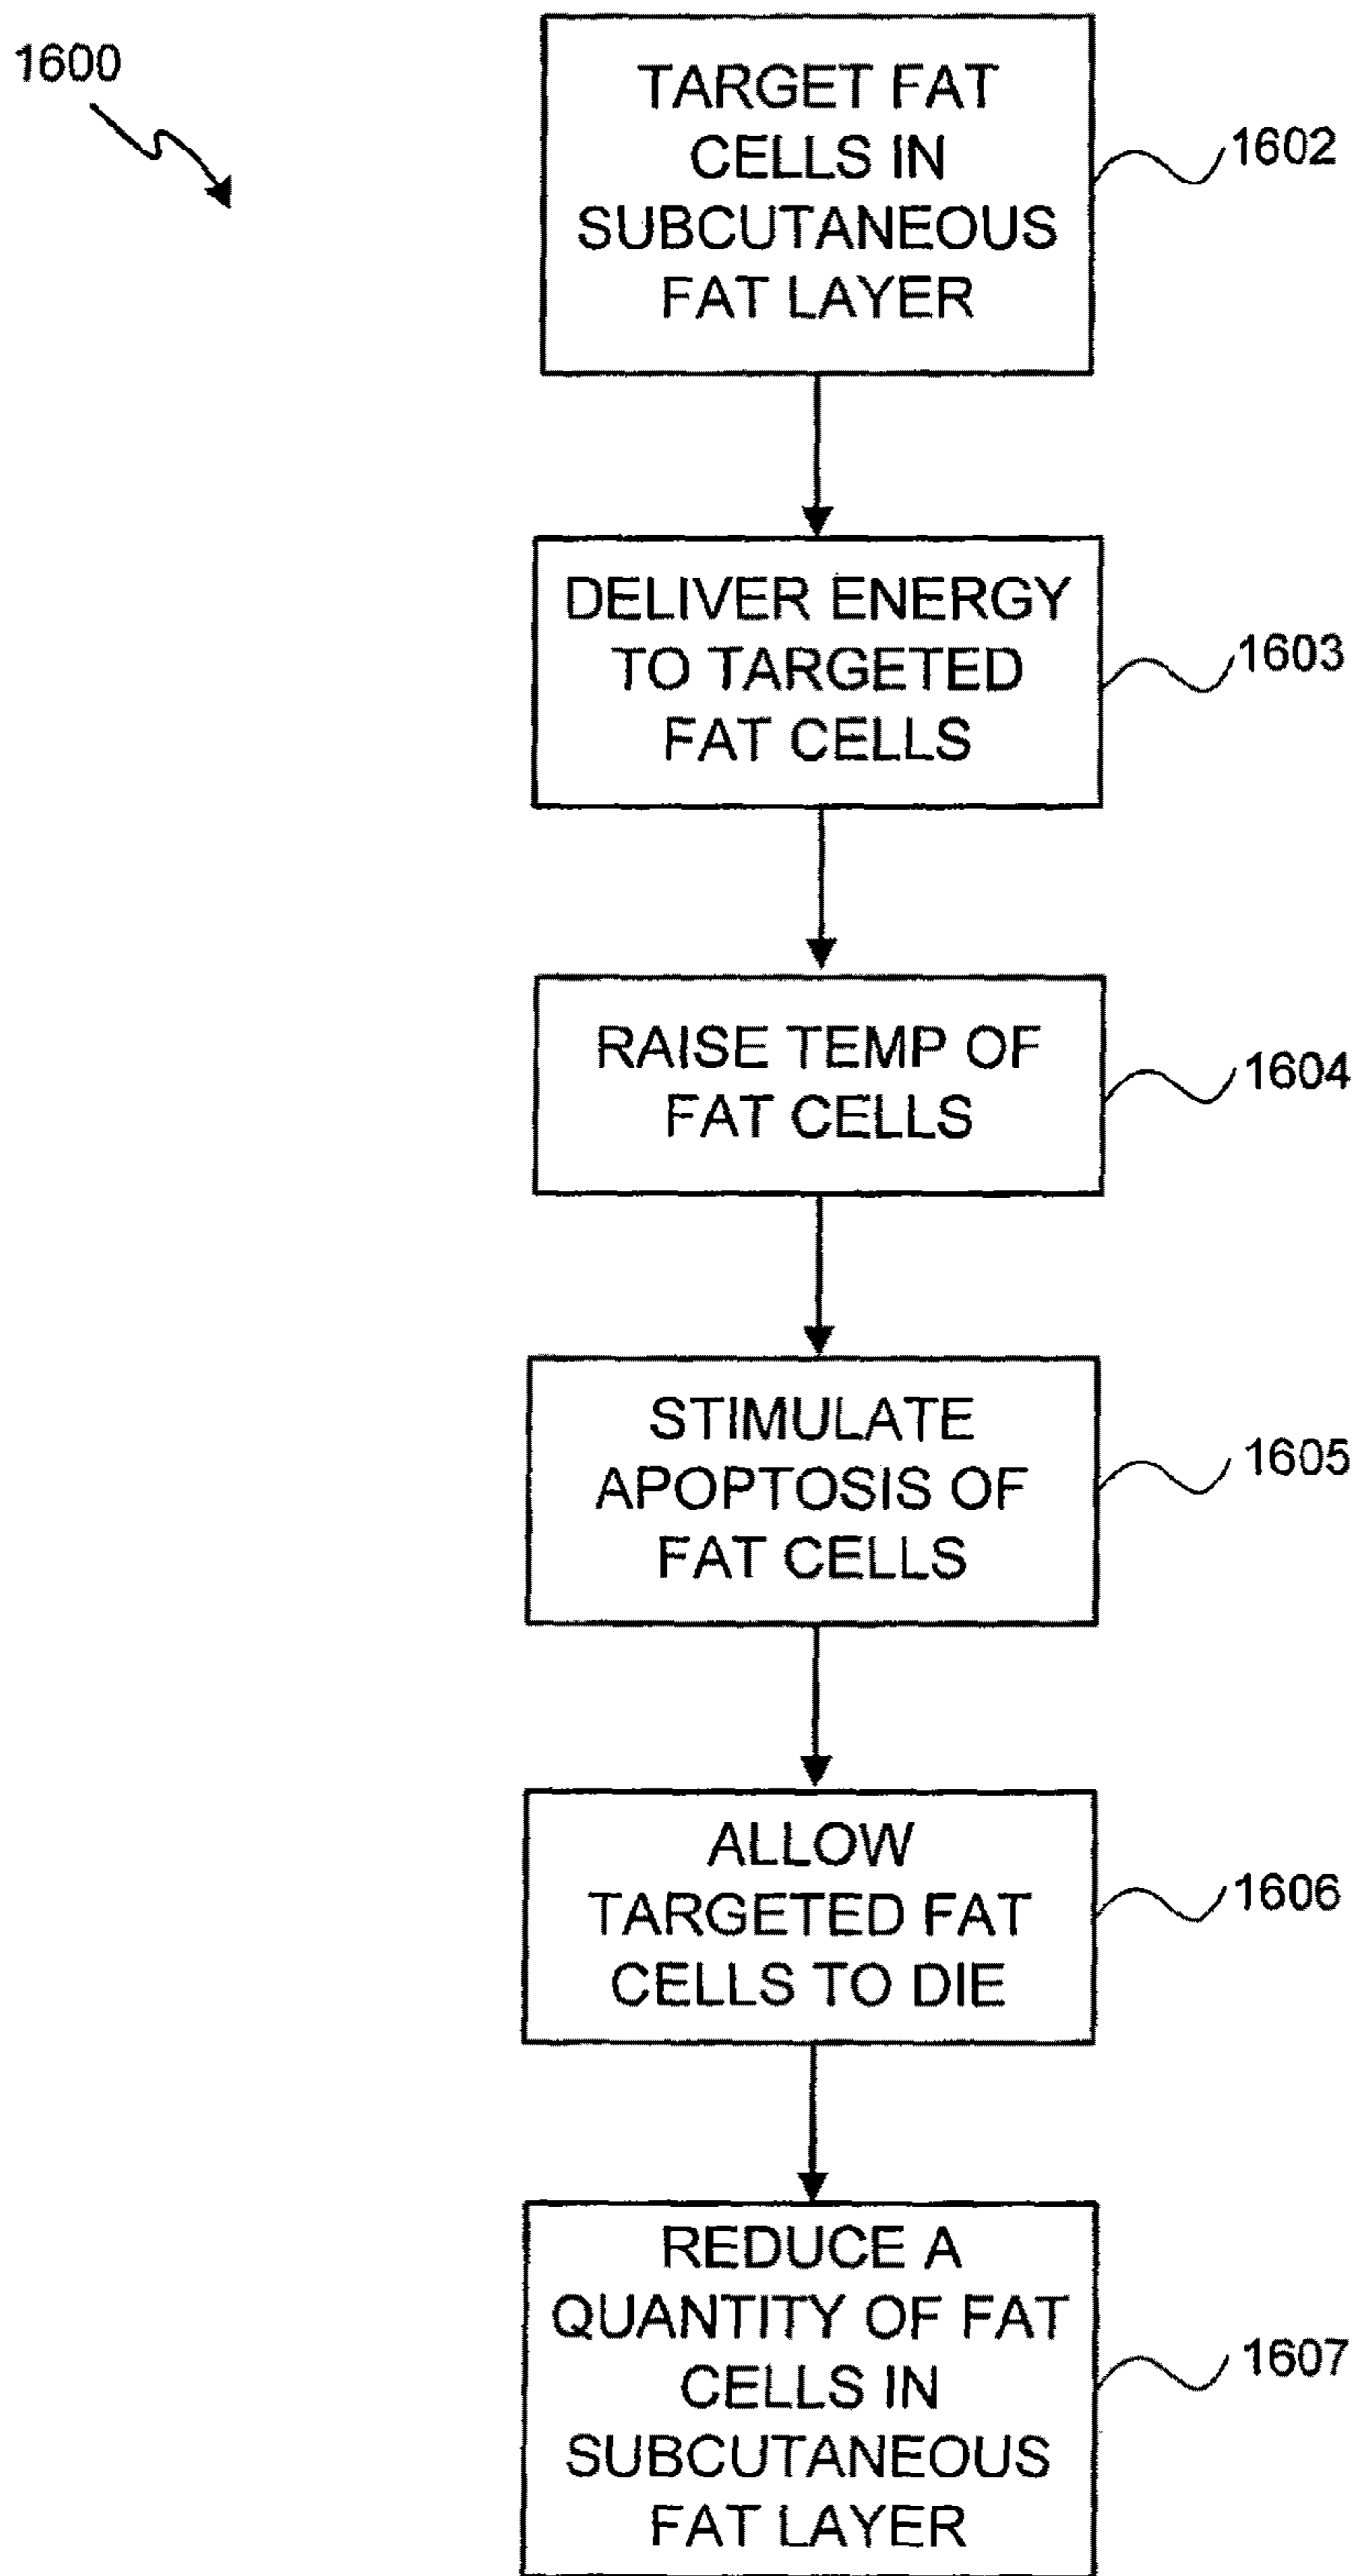 1600
TARGET FAT
CELLS IN
SUBCUTANEOUS
FAT LAYER
1602
DELIVER ENERGY
TO TARGETED
FAT CELLS
1603
RAISE TEMP OF
FAT CELLS
1604
STIMULATE
APOPTOSIS OF
FAT CELLS
1605
ALLOW
TARGETED FAT
CELLS TO DIE
1606
REDUCE A
QUANTITY OF FAT
CELLS IN
SUBCUTANEOUS
FAT LAYER
1607